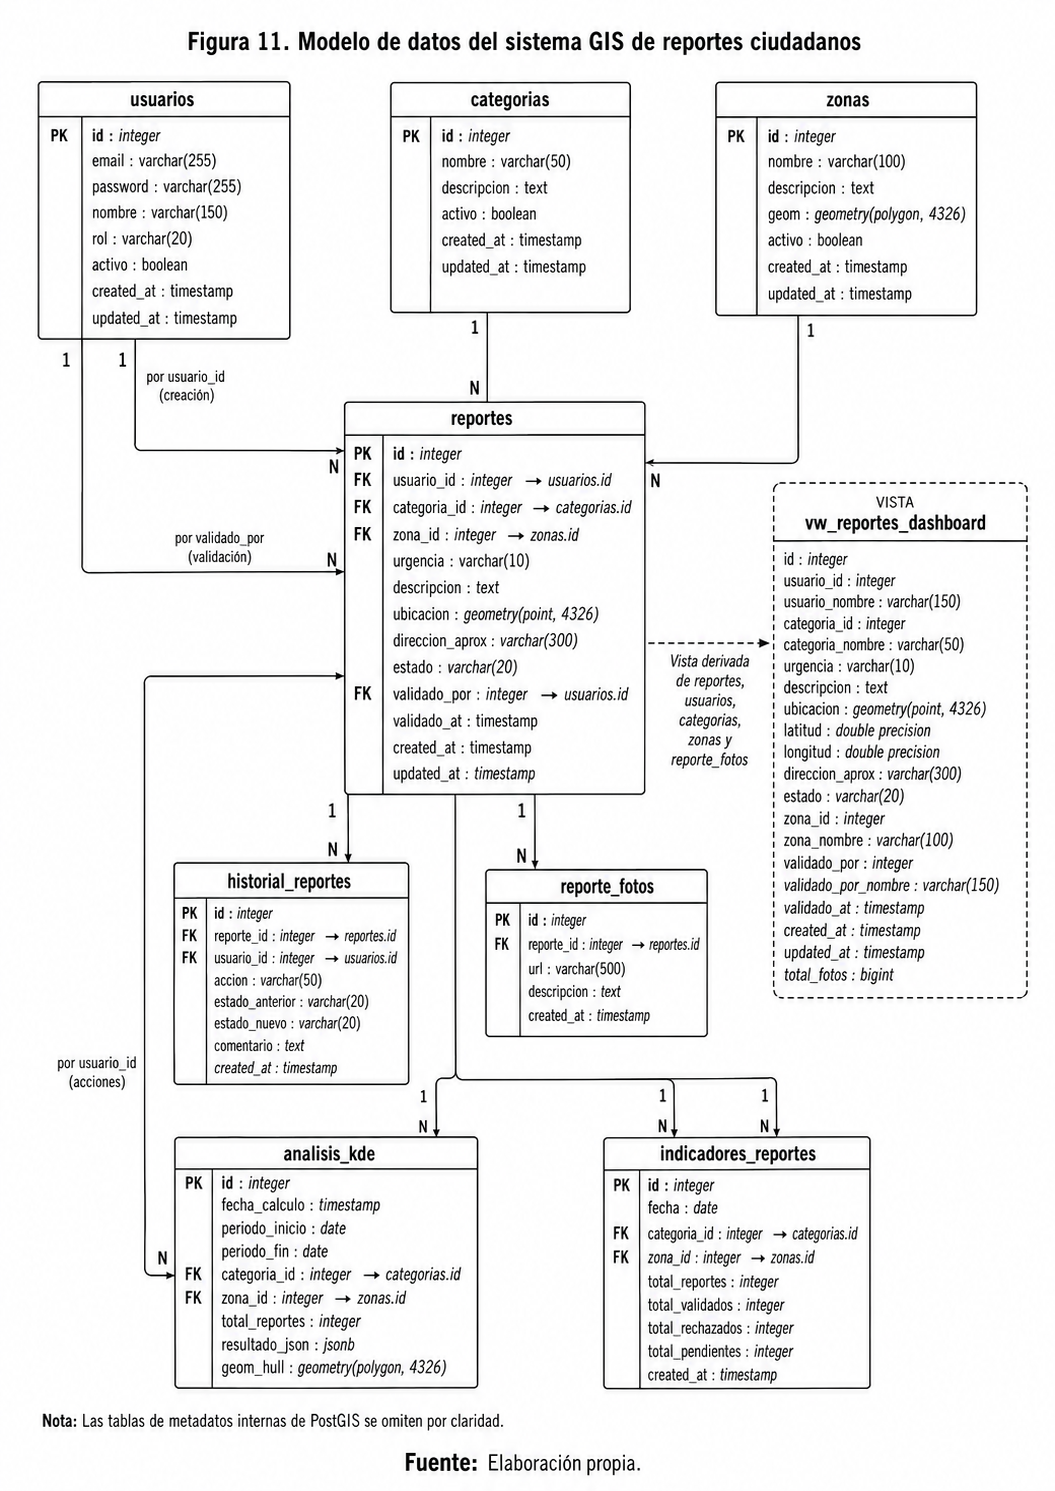 Figura 11. Modelo de datos del sistema GIS de reportes ciudadanos
usuarios
PK id : integer
email : varchar(255)
password : varchar(255)
nombre : varchar(150)
rol : varchar(20)
activo : boolean
created_at : timestamp
updated_at : timestamp
categorias
PK id : integer
nombre : varchar(50)
descripcion : text
activo : boolean
created_at : timestamp
updated_at : timestamp
zonas
PK id : integer
nombre : varchar(100)
descripcion : text
geom : geometry(polygon, 4326)
activo : boolean
created_at : timestamp
updated_at : timestamp
1
1
por usuario_id
(creación)
N
1
N
1
N
por validado_por
(validación)
N
reportes
PK id : integer
FK usuario_id : integer → usuarios.id
FK categoria_id : integer → categorias.id
FK zona_id : integer → zonas.id
urgencia : varchar(10)
descripcion : text
ubicacion : geometry(point, 4326)
direccion_aprox : varchar(300)
estado : varchar(20)
FK validado_por : integer → usuarios.id
validado_at : timestamp
created_at : timestamp
updated_at : timestamp
Vista derivada
de reportes,
usuarios,
categorias,
zonas y
reporte_fotos
VISTA
vw_reportes_dashboard
id : integer
usuario_id : integer
usuario_nombre : varchar(150)
categoria_id : integer
categoria_nombre : varchar(50)
urgencia : varchar(10)
descripcion : text
ubicacion : geometry(point, 4326)
latitud : double precision
longitud : double precision
direccion_aprox : varchar(300)
estado : varchar(20)
zona_id : integer
zona_nombre : varchar(100)
validado_por : integer
validado_por_nombre : varchar(150)
validado_at : timestamp
created_at : timestamp
updated_at : timestamp
total_fotos : bigint
1
N
1
N
historial_reportes
PK id : integer
FK reporte_id : integer → reportes.id
FK usuario_id : integer → usuarios.id
accion : varchar(50)
estado_anterior : varchar(20)
estado_nuevo : varchar(20)
comentario : text
created_at : timestamp
reporte_fotos
PK id : integer
FK reporte_id : integer → reportes.id
url : varchar(500)
descripcion : text
created_at : timestamp
por usuario_id
(acciones)
N
1
N
1
N
1
N
analisis_kde
PK id : integer
fecha_calculo : timestamp
periodo_inicio : date
periodo_fin : date
FK categoria_id : integer → categorias.id
FK zona_id : integer → zonas.id
total_reportes : integer
resultado_json : jsonb
geom_hull : geometry(polygon, 4326)
indicadores_reportes
PK id : integer
fecha : date
FK categoria_id : integer → categorias.id
FK zona_id : integer → zonas.id
total_reportes : integer
total_validados : integer
total_rechazados : integer
total_pendientes : integer
created_at : timestamp
Nota: Las tablas de metadatos internas de PostGIS se omiten por claridad.
Fuente: Elaboración propia.